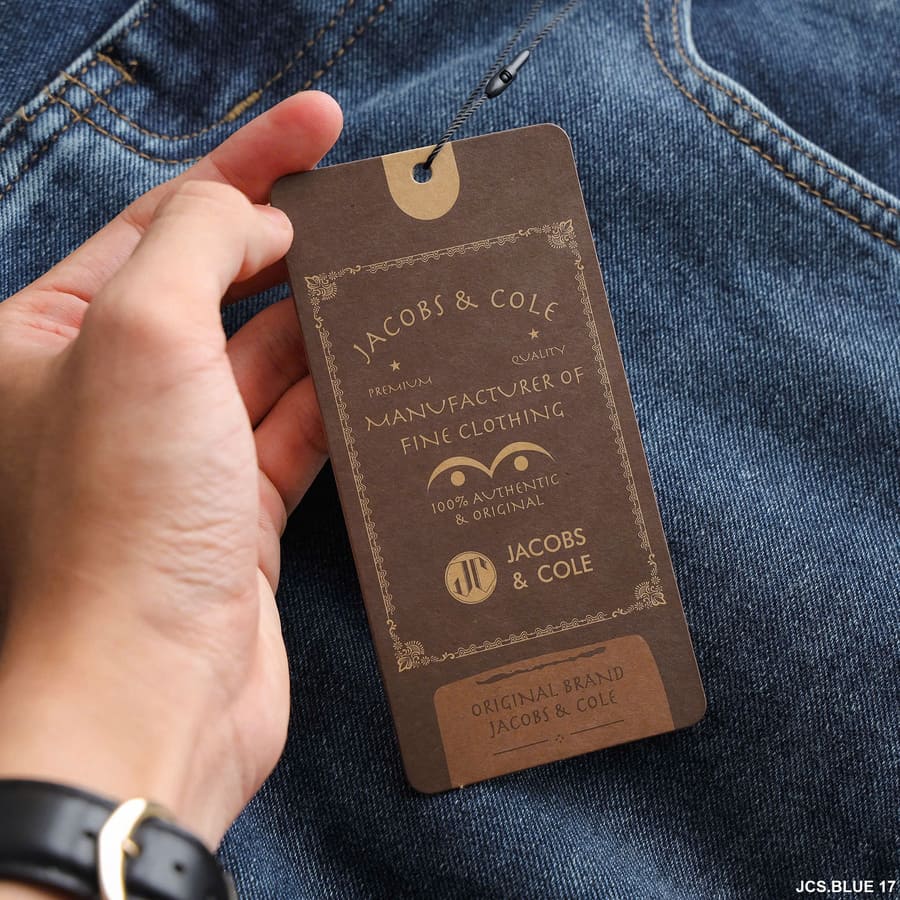 JACOBS & COLE
PREMIUM QUALITY
MANUFACTURER OF
FINE CLOTHING
100% AUTHENTIC
& ORIGINAL
JC JACOBS
& COLE
ORIGINAL BRAND
JACOBS & COLE
JCS.BLUE 17